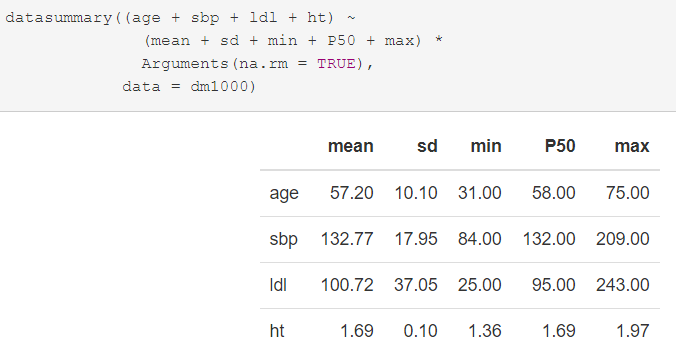 datasummary((age + sbp + ldl + ht) ~
(mean + sd + min + P50 + max) *
Arguments(na.rm = TRUE),
data = dm1000)
mean sd min P50 max
age 57.20 10.10 31.00 58.00 75.00
sbp 132.77 17.95 84.00 132.00 209.00
ldl 100.72 37.05 25.00 95.00 243.00
ht 1.69 0.10 1.36 1.69 1.97